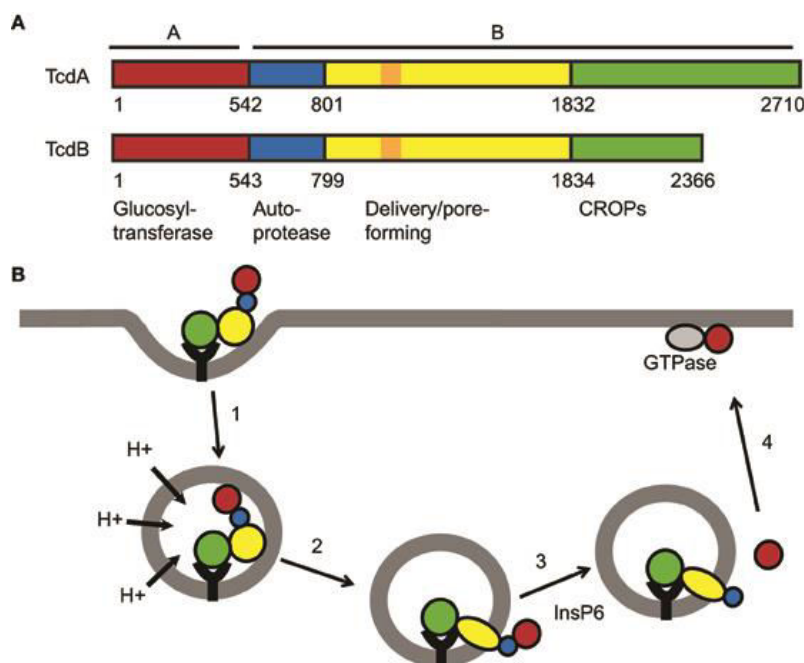 A
A B
TcdA
1 542 801 1832 2710
TcdB
1 543 799 1834 2366
Glucosyl- Auto- Delivery/pore- CROPs
transferase protease forming
B
GTPase
1
4
H+
H+
2
3
H+
InsP6